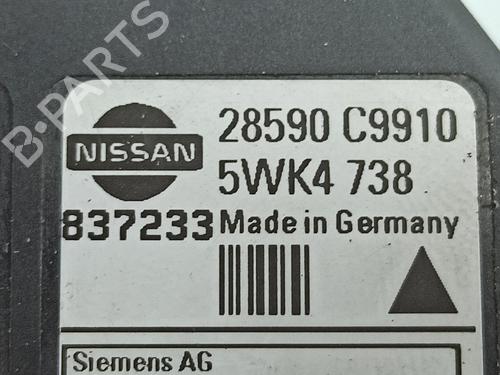 B-PARTS
NISSAN
28590 C9910
5WK4 738
837233 Made in Germany
Siemens AG